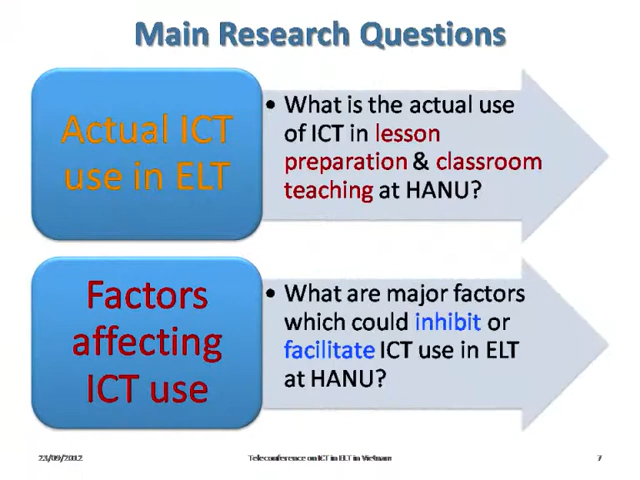 Main Research Questions
Actual ICT
use in ELT
• What is the actual use
of ICT in lesson
preparation & classroom
teaching at HANU?
Factors
affecting
ICT use
• What are major factors
which could inhibit or
facilitate ICT use in ELT
at HANU?
23/09/2012
Teleconference on ICT in ELT in Vietnam
7